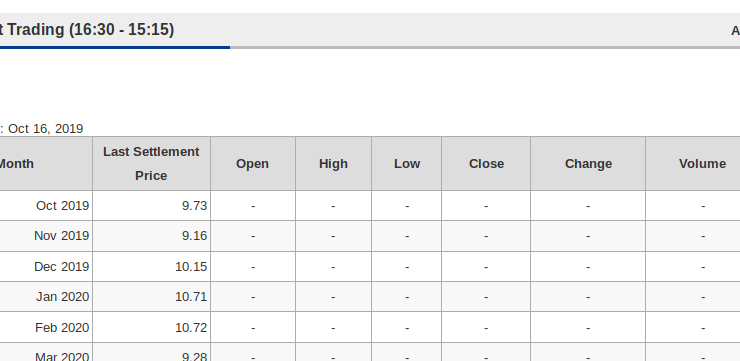 t Trading (16:30 - 15:15)
A
: Oct 16, 2019
Month Last Settlement Price Open High Low Close Change Volume
Oct 2019 9.73 - - - - - -
Nov 2019 9.16 - - - - - -
Dec 2019 10.15 - - - - - -
Jan 2020 10.71 - - - - - -
Feb 2020 10.72 - - - - - -
Mar 2020 9.28 - - - - - -